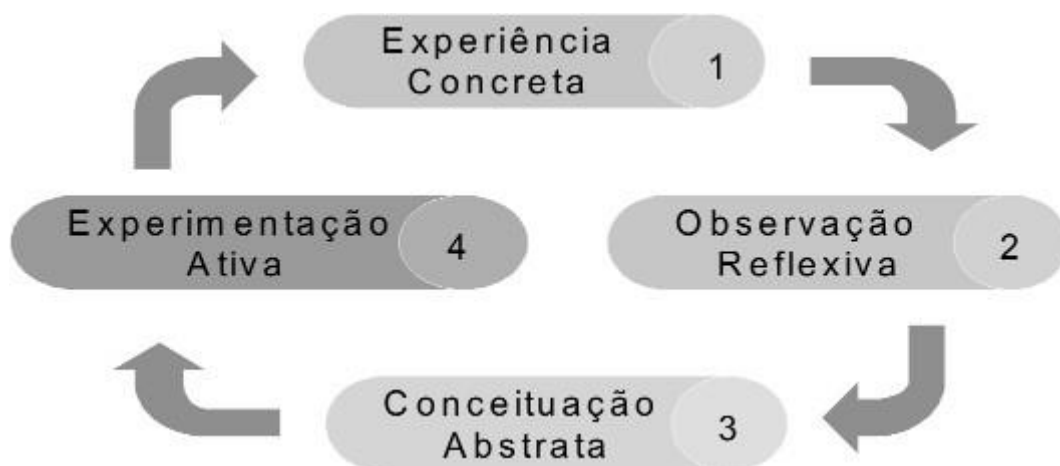 Experiência
Concreta
1
Observação
Reflexiva
2
Conceituação
Abstrata
3
Experimentação
Ativa
4